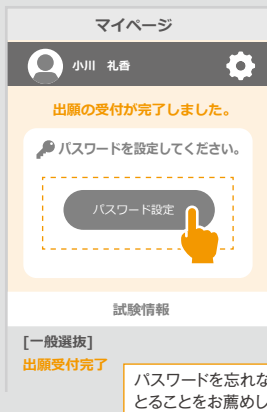 マイページ
小川 礼香
出願の受付が完了しました。
パスワードを設定してください。
パスワード設定
試験情報
[一般選抜]
出願受付完了
パスワードを忘れな
とることをお薦めし